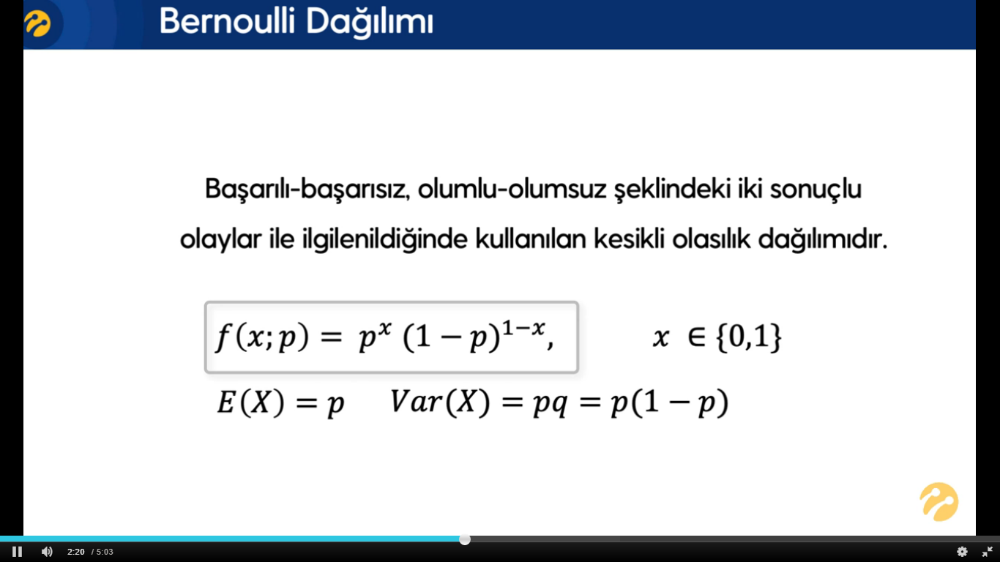 Bernoulli Dağılımı
Başarılı-başarısız, olumlu-olumsuz şeklindeki iki sonuçlu
olaylar ile ilgilenildiğinde kullanılan kesikli olasılık dağılımıdır.
f(x; p) = pˣ (1 − p)¹⁻ˣ, x ∈ {0,1}
E(X) = p Var(X) = pq = p(1 − p)
2:20 / 5:03